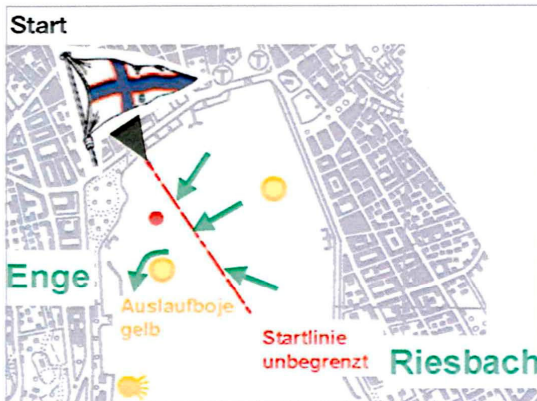 Start
Enge
Auslaufboje
gelb
Startlinie
unbegrenzt
Riesbach